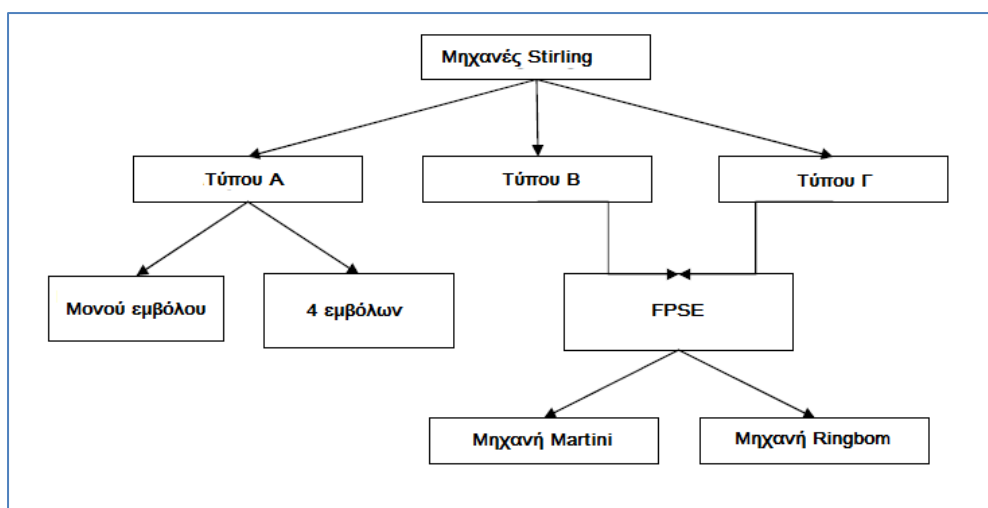 Μηχανές Stirling
Τύπου Α
Τύπου Β
Τύπου Γ
Μονού εμβόλου
4 εμβόλων
FPSE
Μηχανή Martini
Μηχανή Ringbom